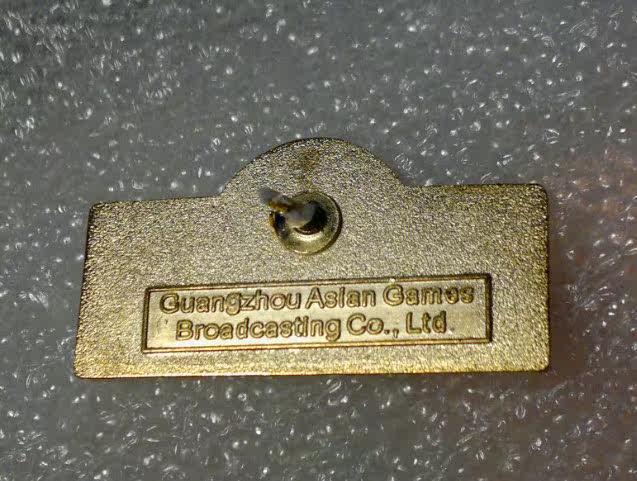 Guangzhou Asian Games
Broadcasting Co., Ltd